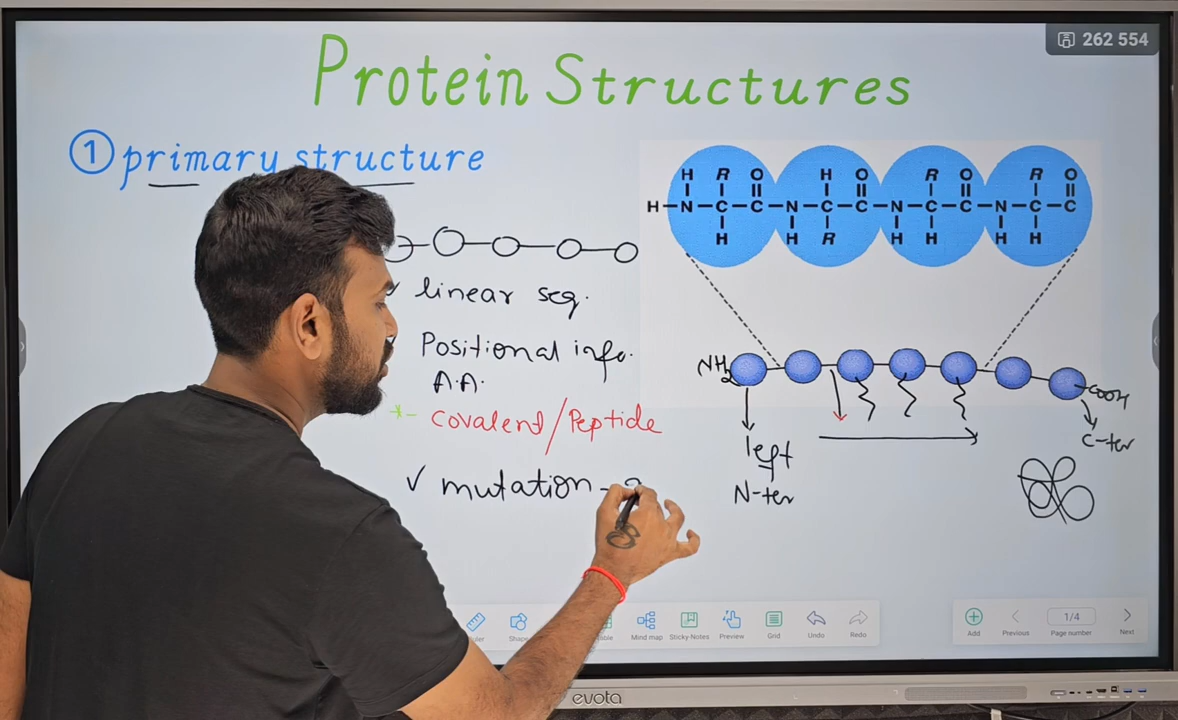 262 554
Protein Structures
① primary structure
H R O H O R O R O
H-N-C-C-N-C-C-N-C-C-N-C-C
H H R H H H H
linear seq.
Positional info.
A.A.
*- covalend/Peptide
✓ mutation -
NH2
COOH
left
N-ter
C-ter
Shape
Mind map
Sticky-Notes
Preview
Grid
Undo
Redo
Add
Previous
1/4
Page number
Next
evota